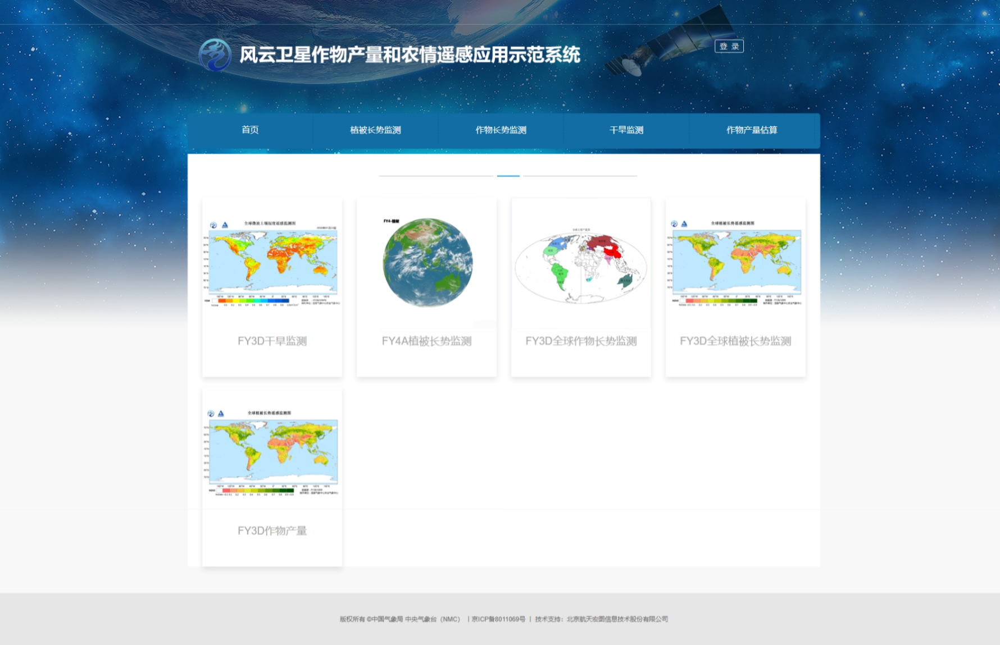 风云卫星作物产量和农情遥感应用示范系统
登 录
首页
植被长势监测
作物长势监测
干旱监测
作物产量估算
全球微波土壤湿度遥感监测图
FY4-植被
全球植被长势遥感监测图
FY3D干旱监测
FY4A植被长势监测
FY3D全球作物长势监测
FY3D全球植被长势监测
全球植被长势遥感监测图
FY3D作物产量
版权所有 ©中国气象局 中央气象台（NMC） | 京ICP备8011069号 | 技术支持：北京航天宏图信息技术股份有限公司